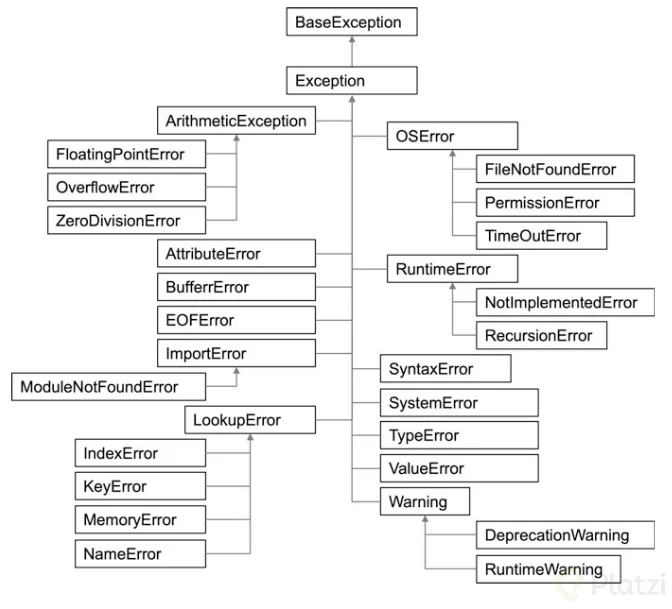 BaseException
Exception
ArithmeticException
FloatingPointError
OverflowError
ZeroDivisionError
AttributeError
BufferrError
EOFError
ImportError
ModuleNotFoundError
LookupError
IndexError
KeyError
MemoryError
NameError
OSError
FileNotFoundError
PermissionError
TimeOutError
RuntimeError
NotImplementedError
RecursionError
SyntaxError
SystemError
TypeError
ValueError
Warning
DeprecationWarning
RuntimeWarning
Platzi